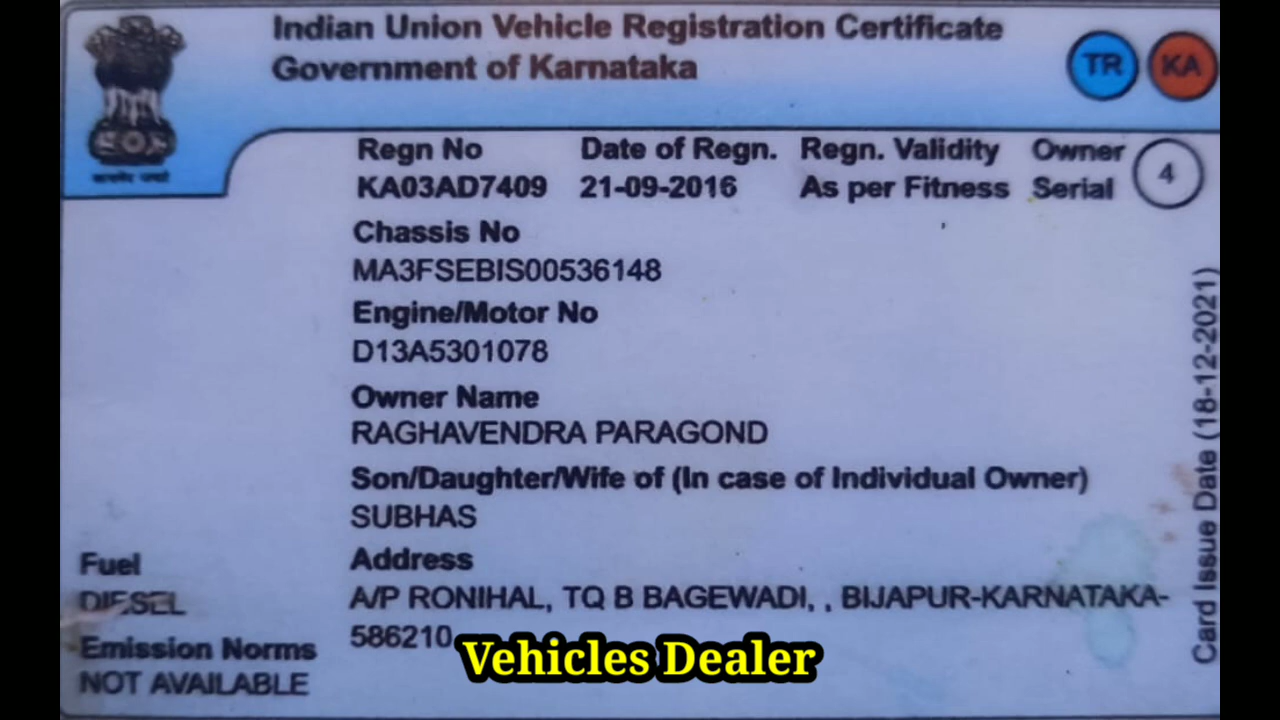 Indian Union Vehicle Registration Certificate
Government of Karnataka
TR KA
Regn No Date of Regn. Regn. Validity Owner
KA03AD7409 21-09-2016 As per Fitness Serial 4
Chassis No
MA3FSEBIS00536148
Engine/Motor No
D13A5301078
Owner Name
RAGHAVENDRA PARAGOND
Son/Daughter/Wife of (In case of Individual Owner)
SUBHAS
Fuel
DIESEL
Emission Norms
NOT AVAILABLE
Address
A/P RONIHAL, TQ B BAGEWADI, , BIJAPUR-KARNATAKA-
586210
Card Issue Date (18-12-2021)
Vehicles Dealer